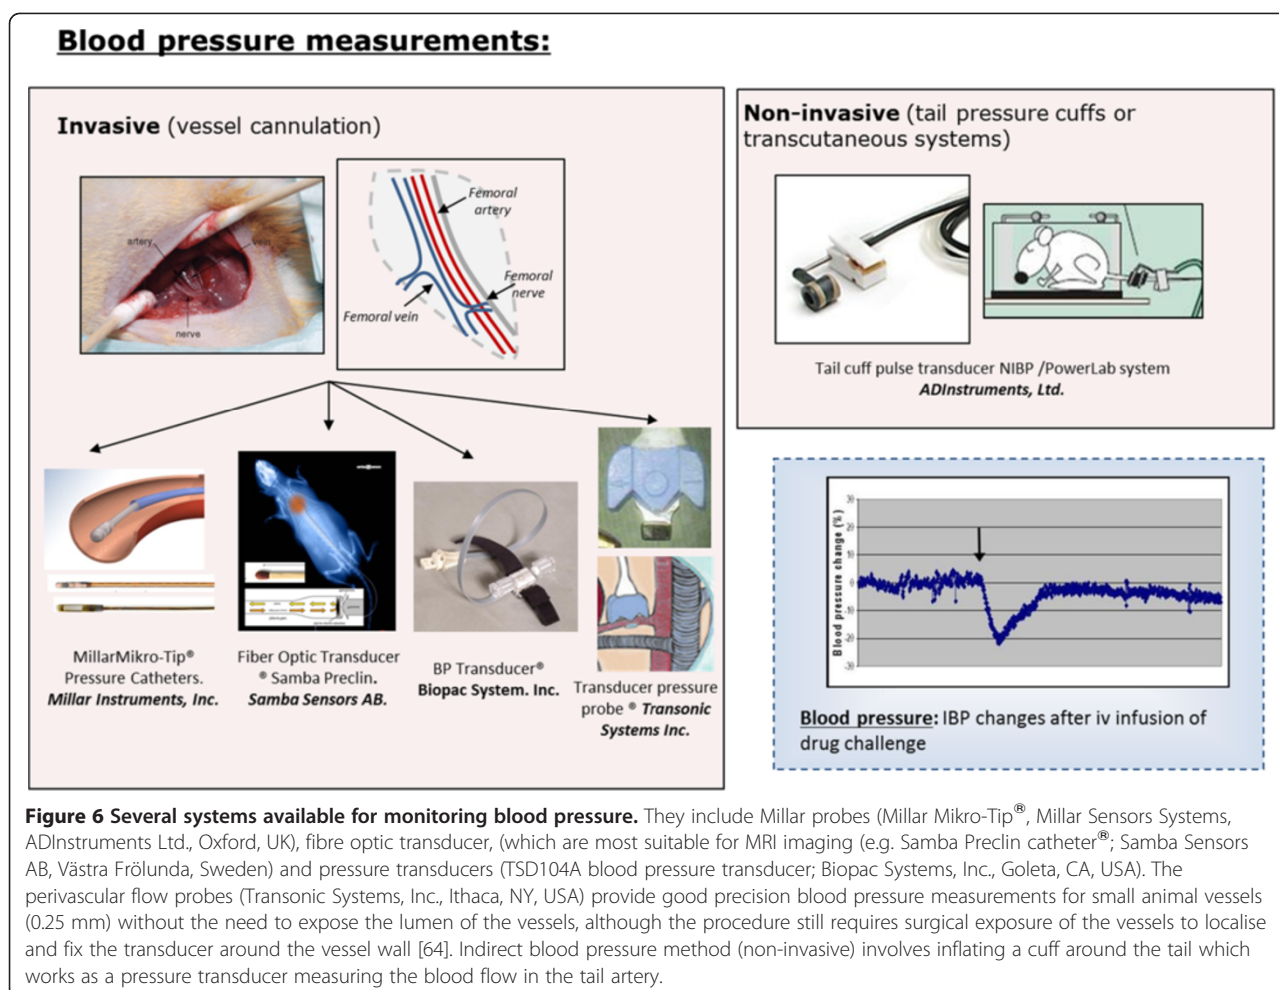 Blood pressure measurements:
Invasive (vessel cannulation)
artery
vein
nerve
Femoral
artery
Femoral
nerve
Femoral vein
MillarMikro-Tip®
Pressure Catheters.
Millar Instruments, Inc.
Fiber Optic Transducer
® Samba Preclin.
Samba Sensors AB.
BP Transducer®
Biopac System. Inc.
Transducer pressure
probe ® Transonic
Systems Inc.
Non-invasive (tail pressure cuffs or
transcutaneous systems)
Tail cuff pulse transducer NIBP /PowerLab system
ADInstruments, Ltd.
Blood pressure change (%)
30
20
10
0
-10
-20
-30
Blood pressure: IBP changes after iv infusion of
drug challenge
Figure 6 Several systems available for monitoring blood pressure. They include Millar probes (Millar Mikro-Tip®, Millar Sensors Systems,
ADInstruments Ltd., Oxford, UK), fibre optic transducer, (which are most suitable for MRI imaging (e.g. Samba Preclin catheter®; Samba Sensors
AB, Västra Frölunda, Sweden) and pressure transducers (TSD104A blood pressure transducer; Biopac Systems, Inc., Goleta, CA, USA). The
perivascular flow probes (Transonic Systems, Inc., Ithaca, NY, USA) provide good precision blood pressure measurements for small animal vessels
(0.25 mm) without the need to expose the lumen of the vessels, although the procedure still requires surgical exposure of the vessels to localise
and fix the transducer around the vessel wall [64]. Indirect blood pressure method (non-invasive) involves inflating a cuff around the tail which
works as a pressure transducer measuring the blood flow in the tail artery.